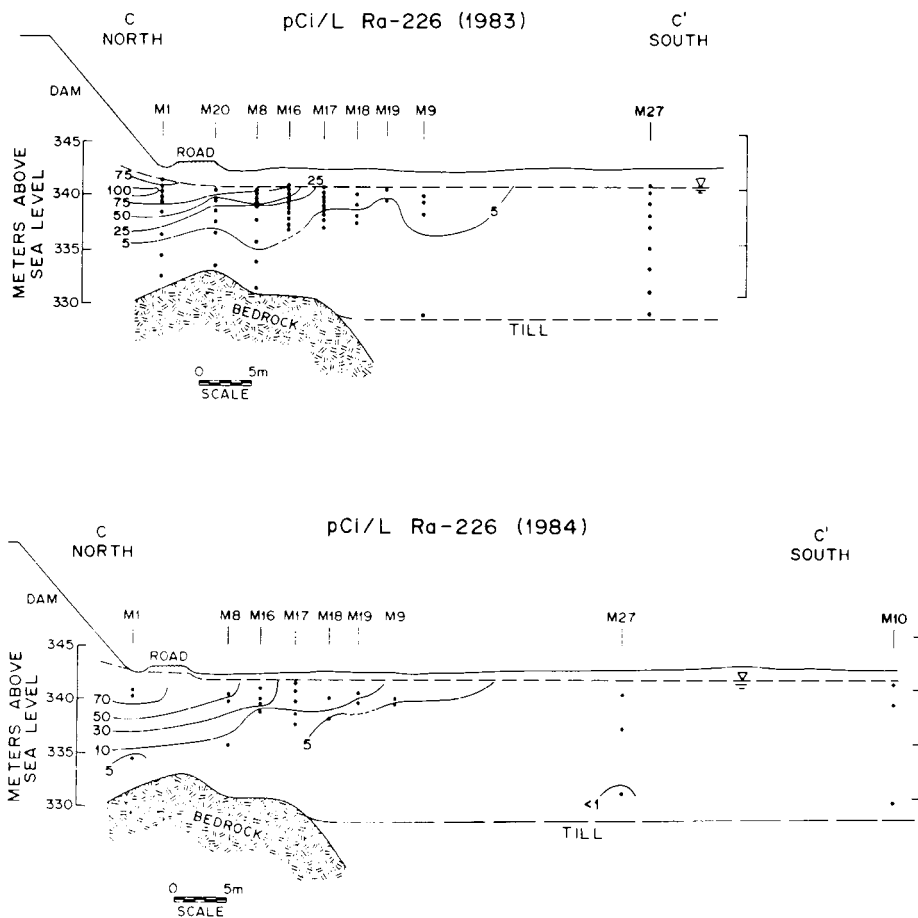 pCi/L Ra-226 (1983)
C
NORTH
C'
SOUTH
DAM
M1 M20 M8 M16 M17 M18 M19 M9 M27
ROAD
METERS ABOVE
SEA LEVEL
345
340
335
330
75
100
75
50
25
5
25
5
BEDROCK
TILL
0 5m
SCALE
pCi/L Ra-226 (1984)
C
NORTH
C'
SOUTH
DAM
M1 M8 M16 M17 M18 M19 M9 M27 M10
ROAD
METERS ABOVE
SEA LEVEL
345
340
335
330
70
50
30
10
5
5
<1
BEDROCK
TILL
0 5m
SCALE